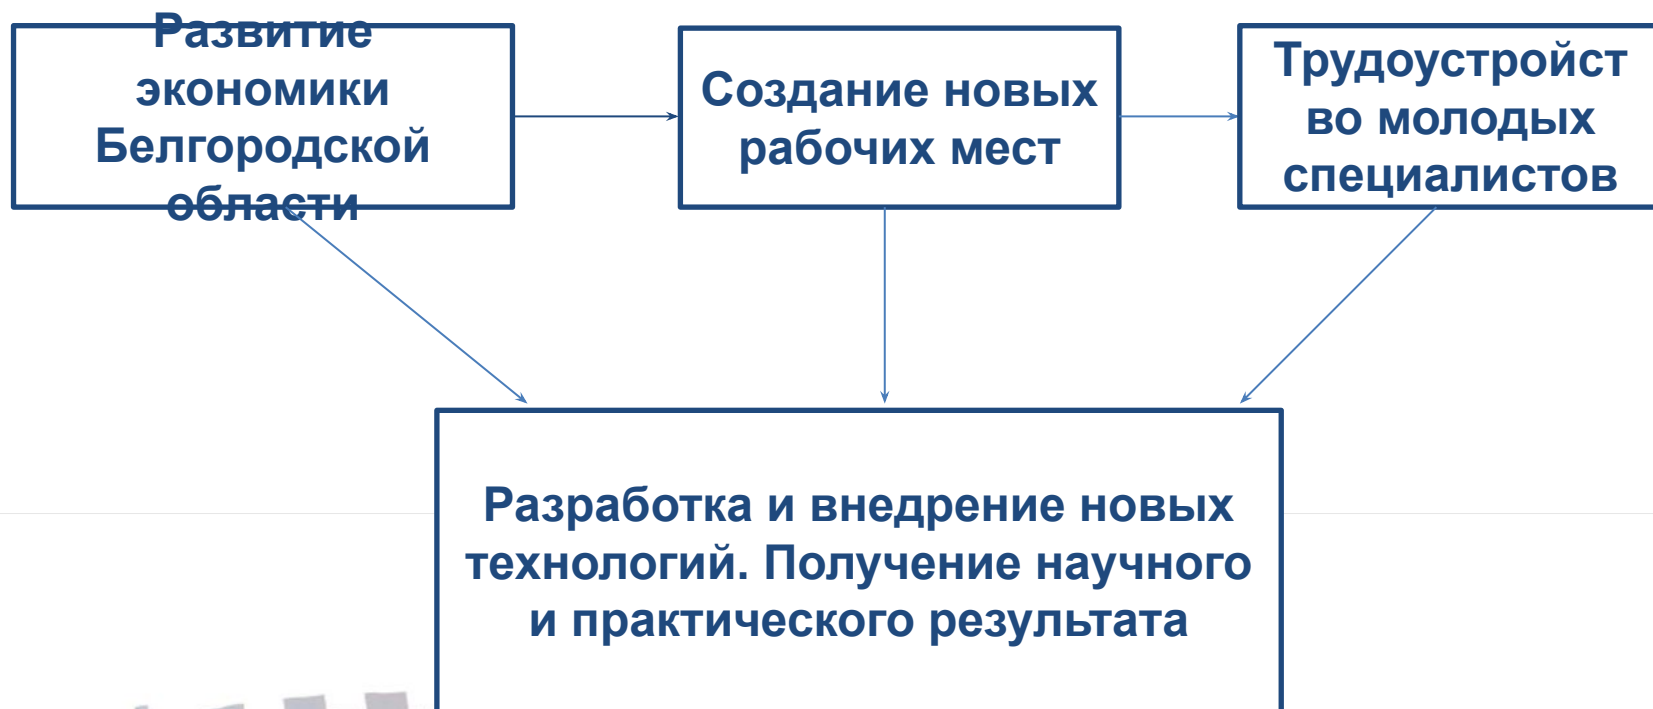 Развитие
экономики
Белгородской
области
Создание новых
рабочих мест
Трудоустройст
во молодых
специалистов
Разработка и внедрение новых
технологий. Получение научного
и практического результата